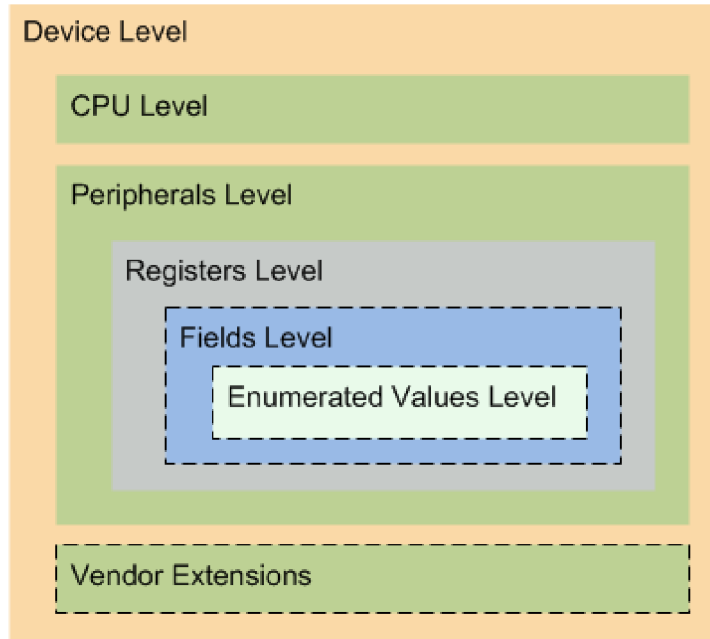 Device Level
CPU Level
Peripherals Level
Registers Level
Fields Level
Enumerated Values Level
Vendor Extensions